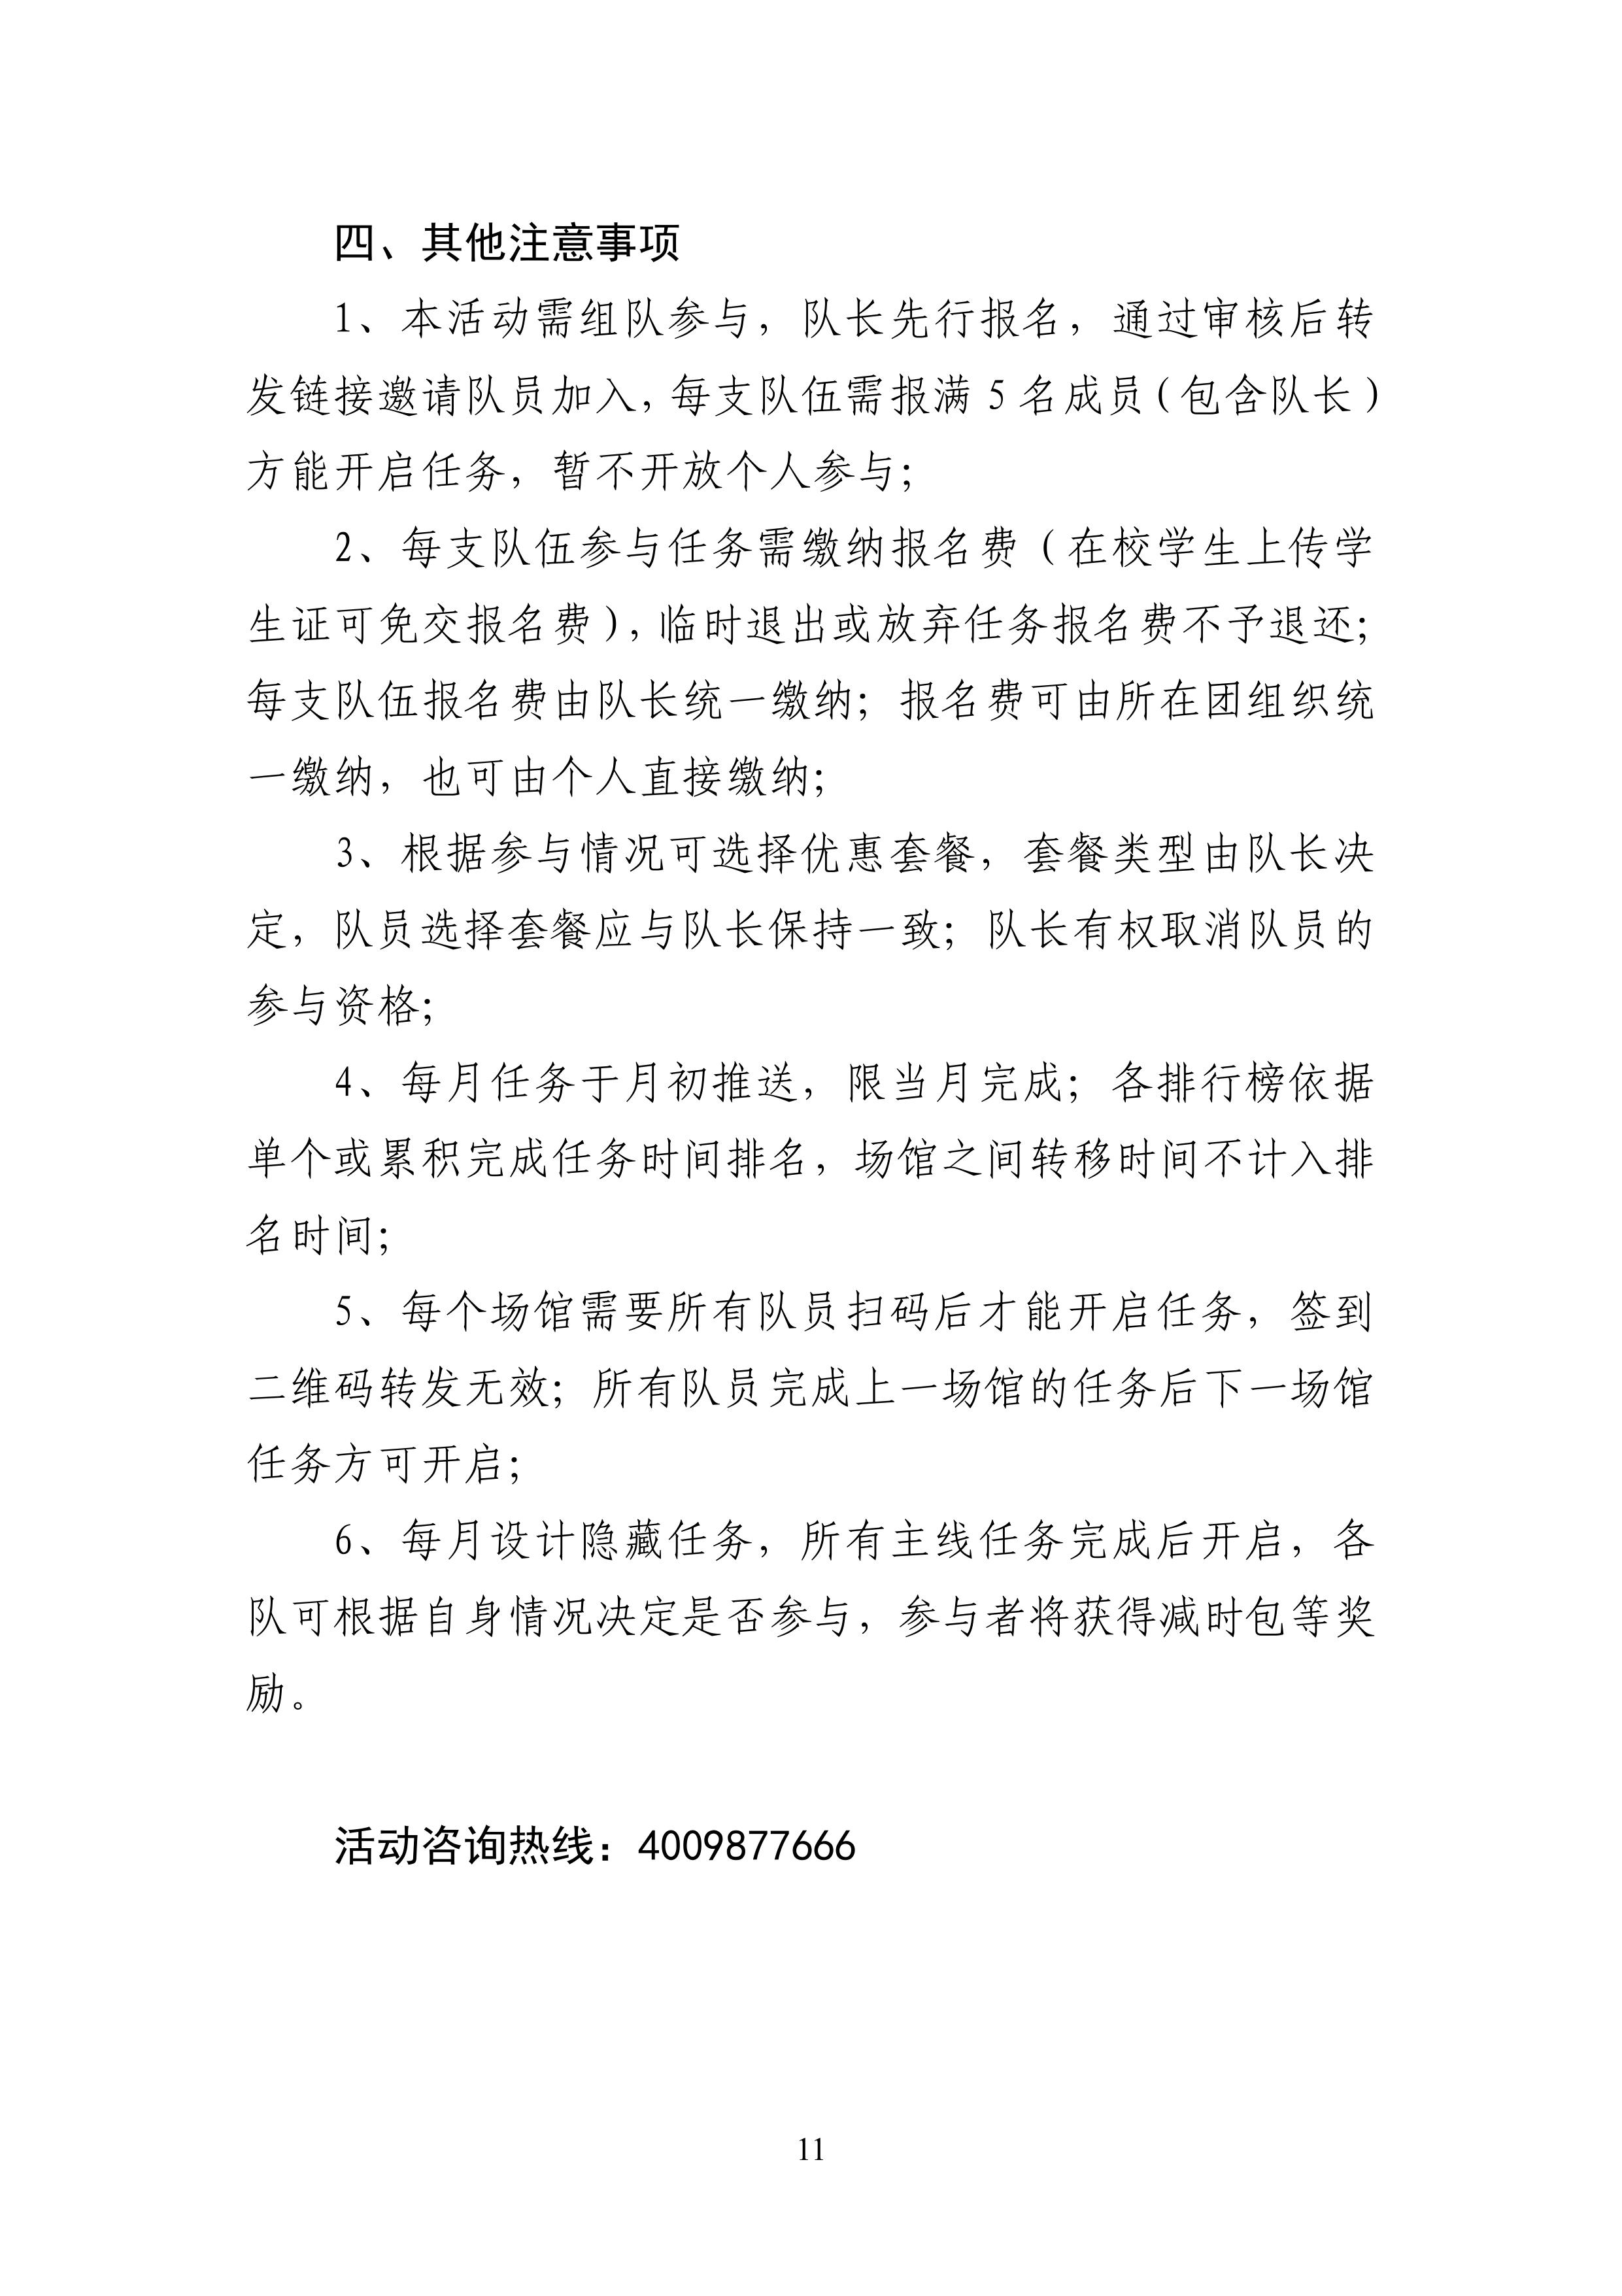 四、其他注意事项
1、本活动需组队参与，队长先行报名，通过审核后转
发链接邀请队员加入，每支队伍需报满 5 名成员（包含队长）
方能开启任务，暂不开放个人参与；
2、每支队伍参与任务需缴纳报名费（在校学生上传学
生证可免交报名费），临时退出或放弃任务报名费不予退还；
每支队伍报名费由队长统一缴纳；报名费可由所在团组织统
一缴纳，也可由个人直接缴纳；
3、根据参与情况可选择优惠套餐，套餐类型由队长决
定，队员选择套餐应与队长保持一致；队长有权取消队员的
参与资格；
4、每月任务于月初推送，限当月完成；各排行榜依据
单个或累积完成任务时间排名，场馆之间转移时间不计入排
名时间；
5、每个场馆需要所有队员扫码后才能开启任务，签到
二维码转发无效；所有队员完成上一场馆的任务后下一场馆
任务方可开启；
6、每月设计隐藏任务，所有主线任务完成后开启，各
队可根据自身情况决定是否参与，参与者将获得减时包等奖
励。
活动咨询热线：4009877666
11